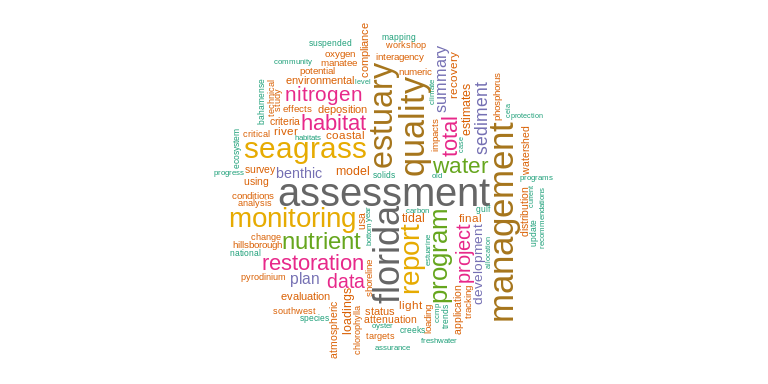 mapping
suspended
workshop
oxygen
interagency
compliance
community
manatee
potential
numeric
environmental
level
estuary
quality
climate
summary
recovery
bahamense
technical
study
nitrogen
phosphorus
effects
deposition
estimates
sediment
ceia
protection
criteria
habitat
total
river
coastal
impacts
critical
habitats
seagrass
case
watershed
ecosystem
progress
survey
benthic
model
solids
water
old
programs
using
assessment
management
conditions
analysis
current
recommendations
monitoring
usa
bottom
year
florida
carbon
tidal
gulf
final
distribution
update
change
hillsborough
nutrient
national
report
estuarine
program
project
development
allocation
restoration
data
shoreline
pyrodinium
plan
evaluation
loadings
light
southwest
species
atmospheric
chlorophylla
status
attenuation
oyster
creeks
loading
ccmp
trends
application
tracking
targets
freshwater
assurance